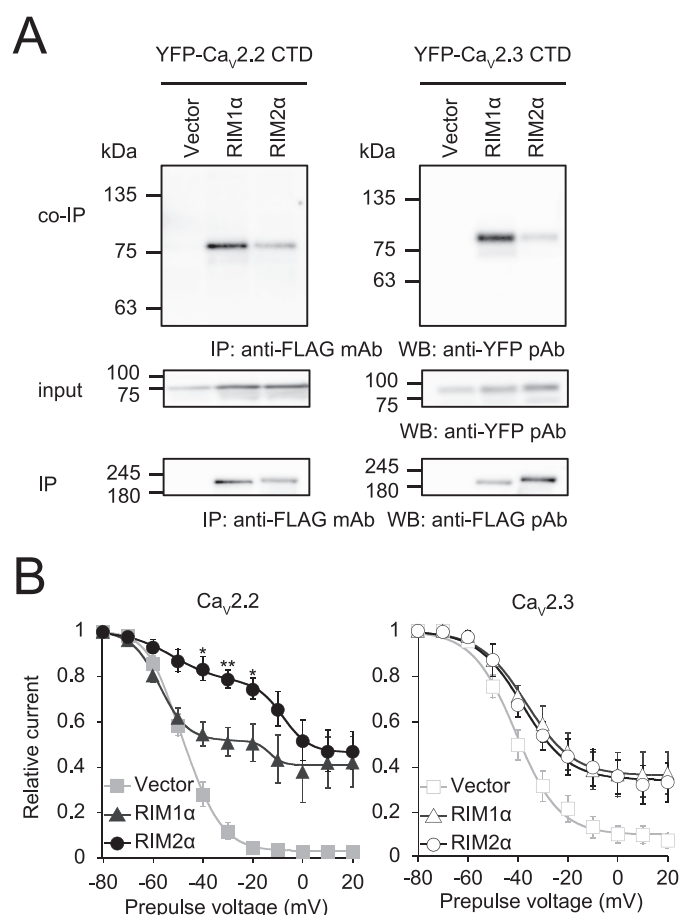 A
YFP-CaV2.2 CTD
YFP-CaV2.3 CTD
Vector
RIM1α
RIM2α
Vector
RIM1α
RIM2α
kDa
kDa
co-IP
135
75
63
135
75
63
IP: anti-FLAG mAb WB: anti-YFP pAb
input
100
75
100
75
WB: anti-YFP pAb
IP
245
180
245
180
IP: anti-FLAG mAb WB: anti-FLAG pAb
B
CaV2.2
CaV2.3
Relative current
1
0.8
0.6
0.4
0.2
0
* ** *
Vector
RIM1α
RIM2α
-80 -60 -40 -20 0 20
Prepulse voltage (mV)
1
0.8
0.6
0.4
0.2
0
Vector
RIM1α
RIM2α
-80 -60 -40 -20 0 20
Prepulse voltage (mV)